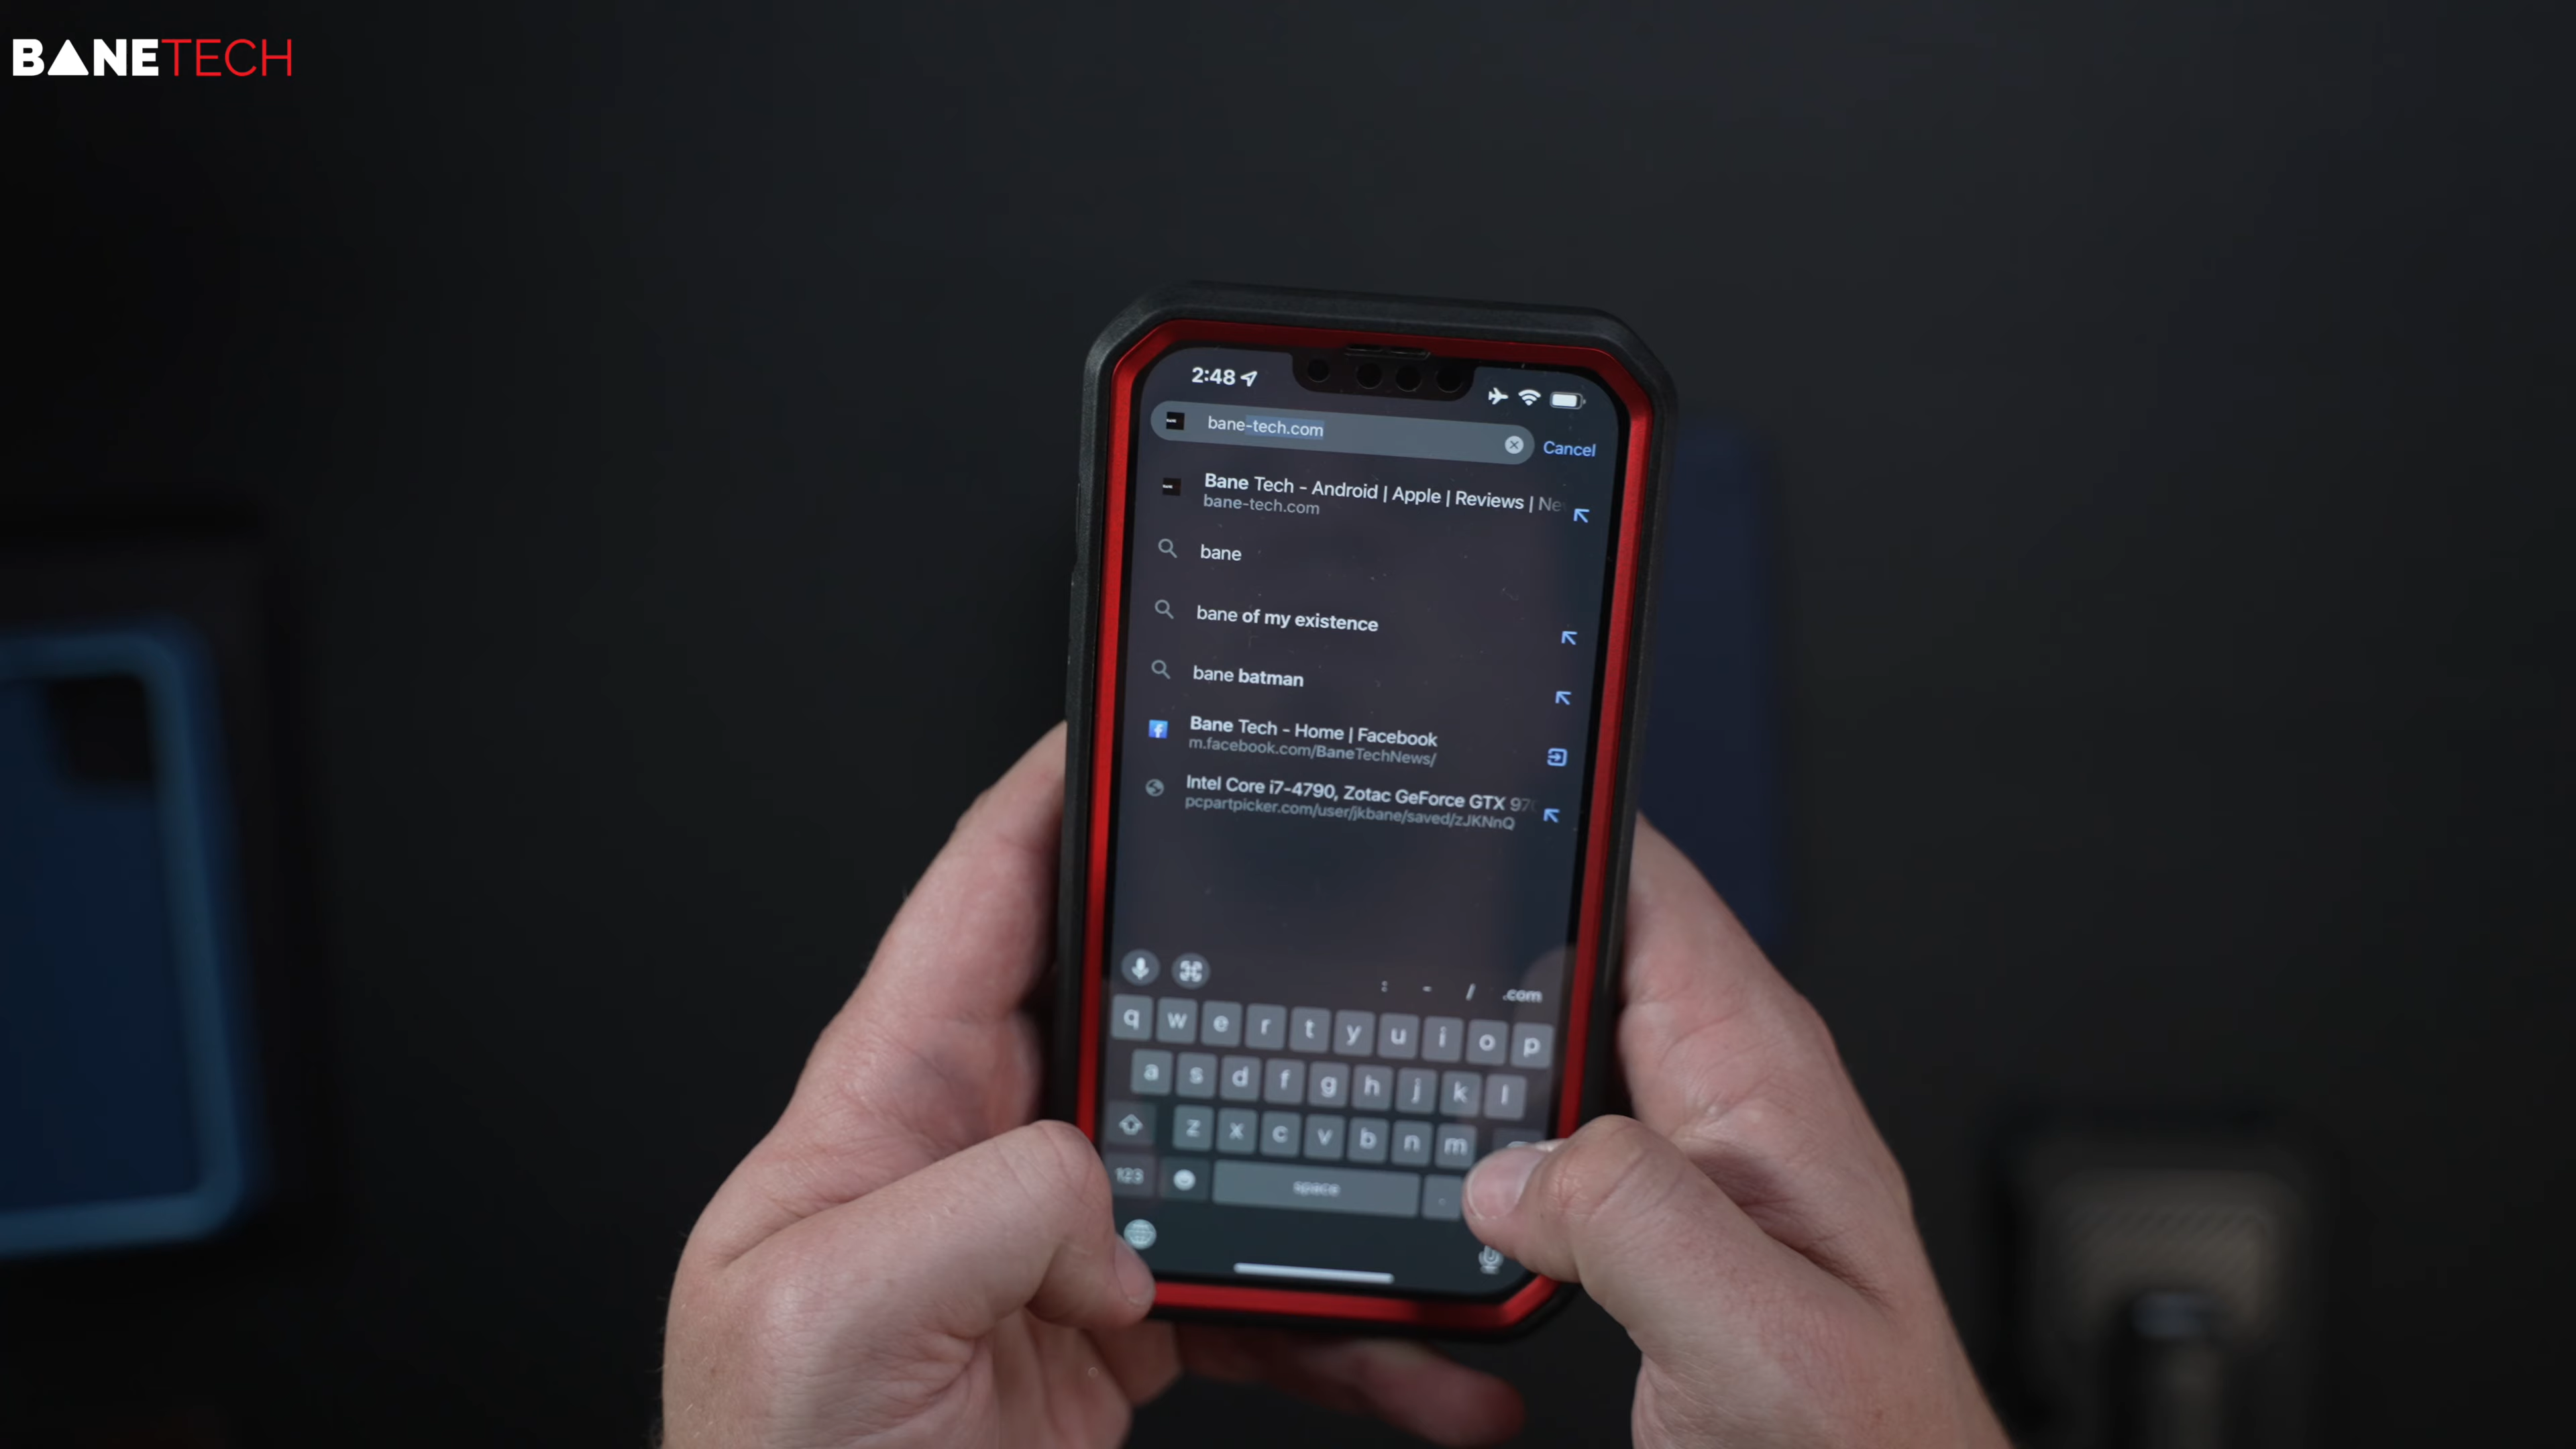 BANETECH
2:48
bane-tech.com
Cancel
Bane Tech - Android | Apple | Reviews | Ne
bane-tech.com
bane
bane of my existence
bane batman
Bane Tech - Home | Facebook
m.facebook.com/BaneTechNews/
Intel Core i7-4790, Zotac GeForce GTX 970
pcpartpicker.com/user/jkbane/saved/zJKNnQ
: - / .com
q w e r t y u i o p
a s d f g h j k l
z x c v b n m
123 space .